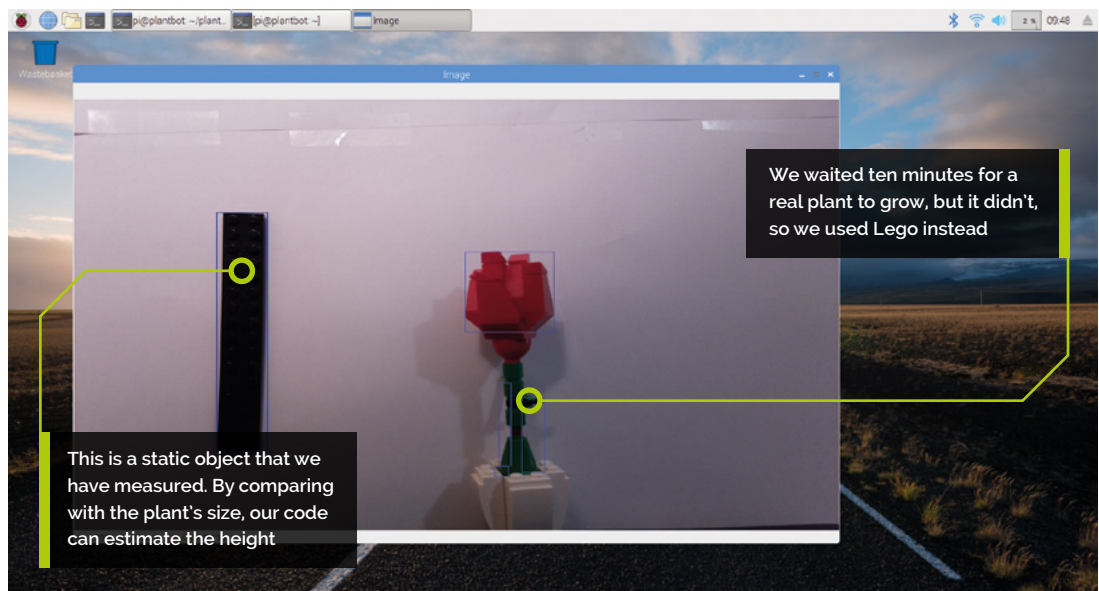 pi@plantbot: ~/plant...
[pi@plantbot: ~]
Image
2 %
09:48
Wastebasket
Image
We waited ten minutes for a
real plant to grow, but it didn't,
so we used Lego instead
This is a static object that we
have measured. By comparing
with the plant's size, our code
can estimate the height